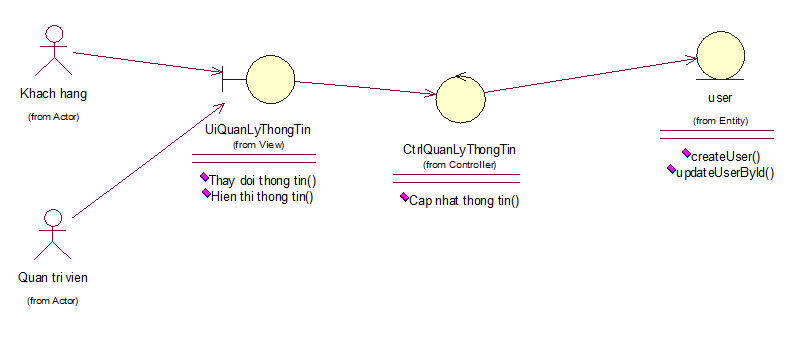 Khach hang
(from Actor)
UiQuanLyThongTin
(from View)
Thay doi thong tin()
Hien thi thong tin()
CtrlQuanLyThongTin
(from Controller)
Cap nhat thong tin()
user
(from Entity)
createUser()
updateUserById()
Quan tri vien
(from Actor)